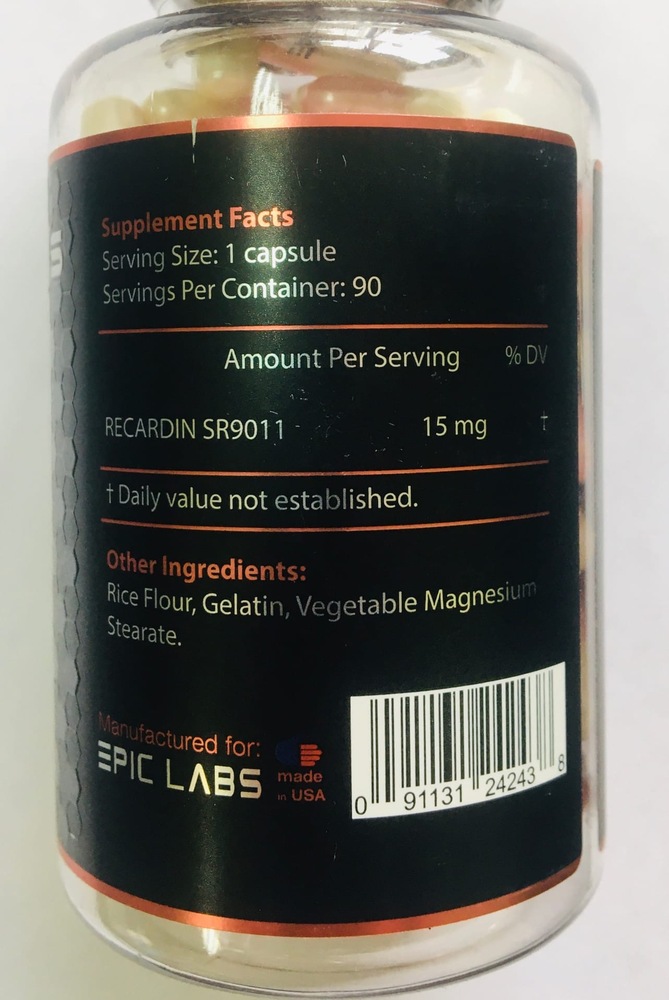 S
Supplement Facts
Serving Size: 1 capsule
Servings Per Container: 90
Amount Per Serving % DV
RECARDIN SR9011 15 mg †
† Daily value not established.
Other Ingredients:
Rice Flour, Gelatin, Vegetable Magnesium
Stearate.
Manufactured for:
EPIC LABS
made
in USA
0 91131 24243 8